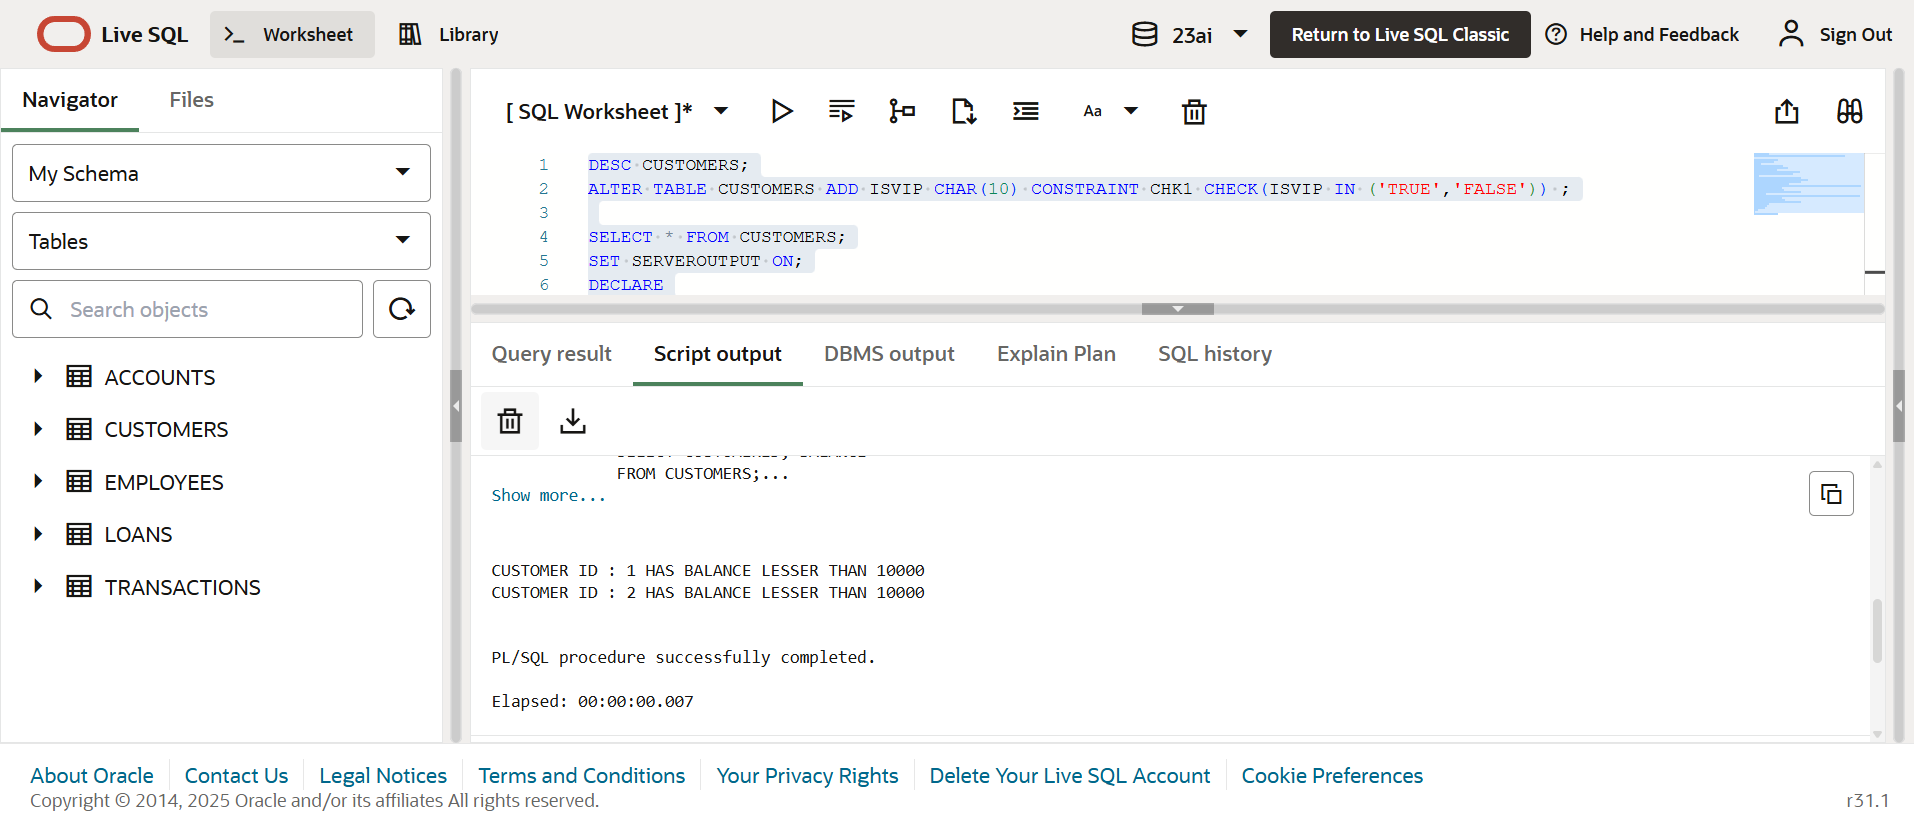 Live SQL
Worksheet
Library
23ai
Return to Live SQL Classic
Help and Feedback
Sign Out
Navigator
Files
My Schema
Tables
Search objects
ACCOUNTS
CUSTOMERS
EMPLOYEES
LOANS
TRANSACTIONS
[ SQL Worksheet ]*
Aa
1 DESC CUSTOMERS;
2 ALTER TABLE CUSTOMERS ADD ISVIP CHAR(10) CONSTRAINT CHK1 CHECK(ISVIP IN ('TRUE','FALSE')) ;
3
4 SELECT * FROM CUSTOMERS;
5 SET SERVEROUTPUT ON;
6 DECLARE
Query result
Script output
DBMS output
Explain Plan
SQL history
FROM CUSTOMERS;...
Show more...
CUSTOMER ID : 1 HAS BALANCE LESSER THAN 10000
CUSTOMER ID : 2 HAS BALANCE LESSER THAN 10000
PL/SQL procedure successfully completed.
Elapsed: 00:00:00.007
About Oracle
Contact Us
Legal Notices
Terms and Conditions
Your Privacy Rights
Delete Your Live SQL Account
Cookie Preferences
Copyright © 2014, 2025 Oracle and/or its affiliates All rights reserved.
r31.1